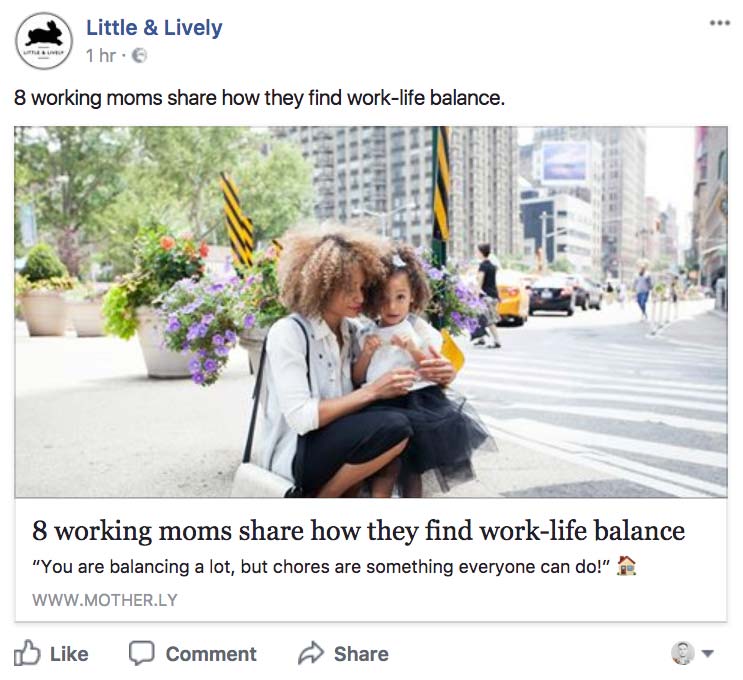 LITTLE & LIVELY
Little & Lively
1 hr ·
8 working moms share how they find work-life balance.
8 working moms share how they find work-life balance
“You are balancing a lot, but chores are something everyone can do!” 🏠
WWW.MOTHER.LY
Like Comment Share